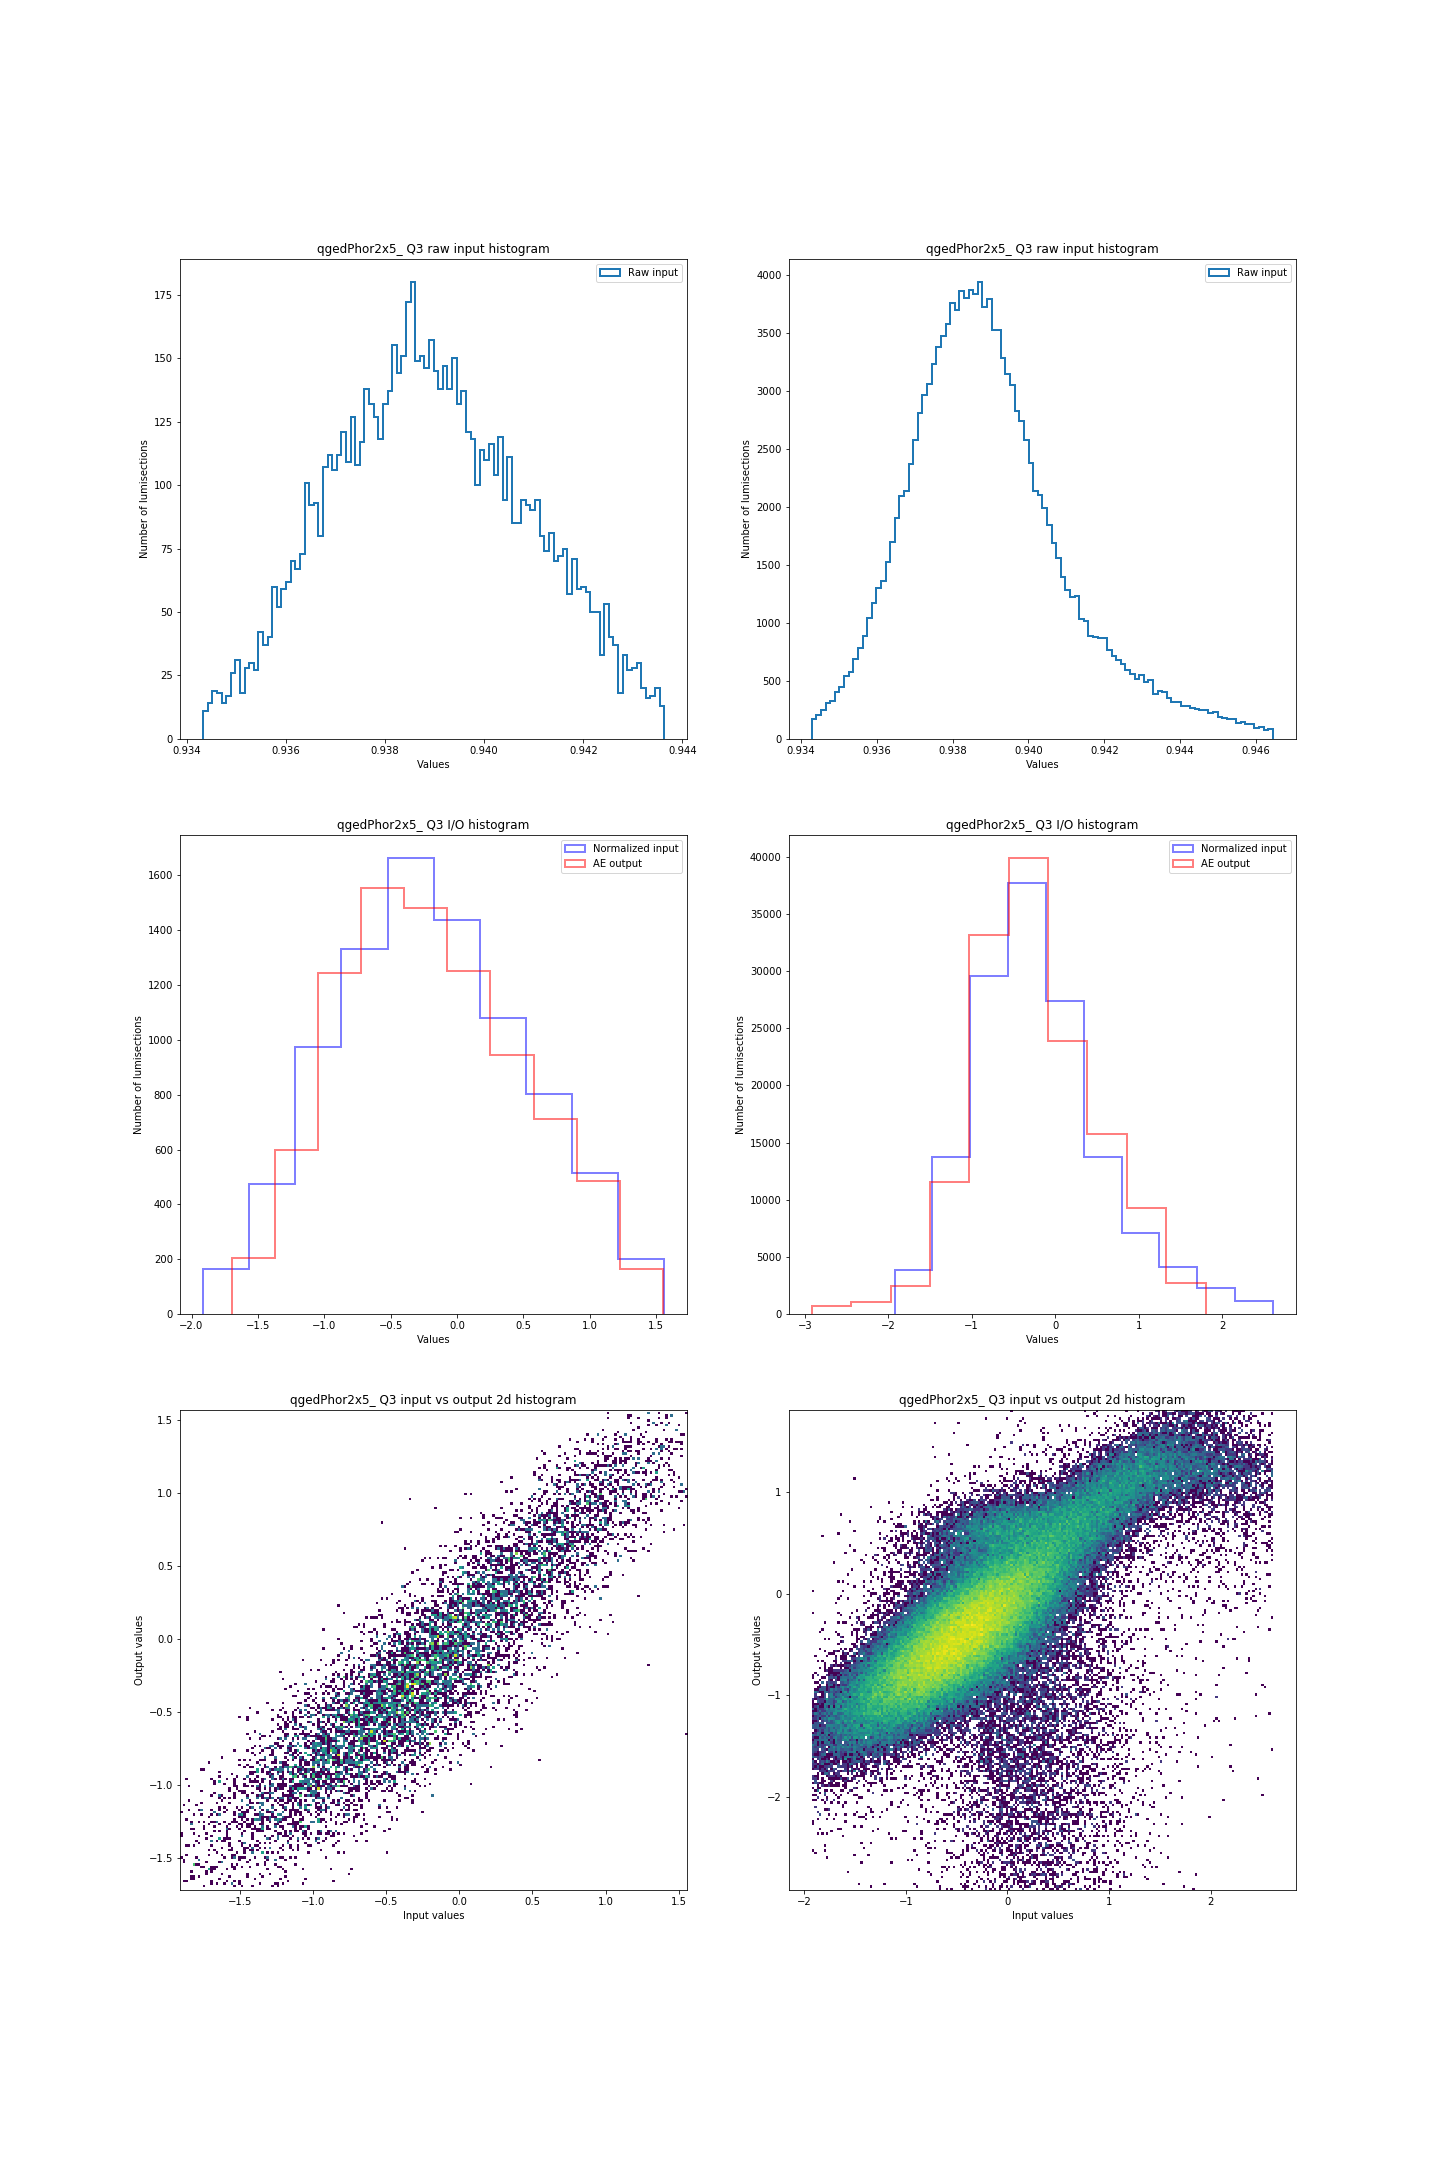 qgedPhor2x5_ Q3 raw input histogram
Raw input
175
150
125
100
75
50
25
0
Number of lumisections
0.934 0.936 0.938 0.940 0.942 0.944
Values
qgedPhor2x5_ Q3 raw input histogram
Raw input
4000
3500
3000
2500
2000
1500
1000
500
0
Number of lumisections
0.934 0.936 0.938 0.940 0.942 0.944 0.946
Values
qgedPhor2x5_ Q3 I/O histogram
Normalized input
AE output
1600
1400
1200
1000
800
600
400
200
0
Number of lumisections
−2.0 −1.5 −1.0 −0.5 0.0 0.5 1.0 1.5
Values
qgedPhor2x5_ Q3 I/O histogram
Normalized input
AE output
40000
35000
30000
25000
20000
15000
10000
5000
0
Number of lumisections
−3 −2 −1 0 1 2
Values
qgedPhor2x5_ Q3 input vs output 2d histogram
1.5
1.0
0.5
0.0
−0.5
−1.0
−1.5
Output values
−1.5 −1.0 −0.5 0.0 0.5 1.0 1.5
Input values
qgedPhor2x5_ Q3 input vs output 2d histogram
1
0
−1
−2
Output values
−2 −1 0 1 2
Input values